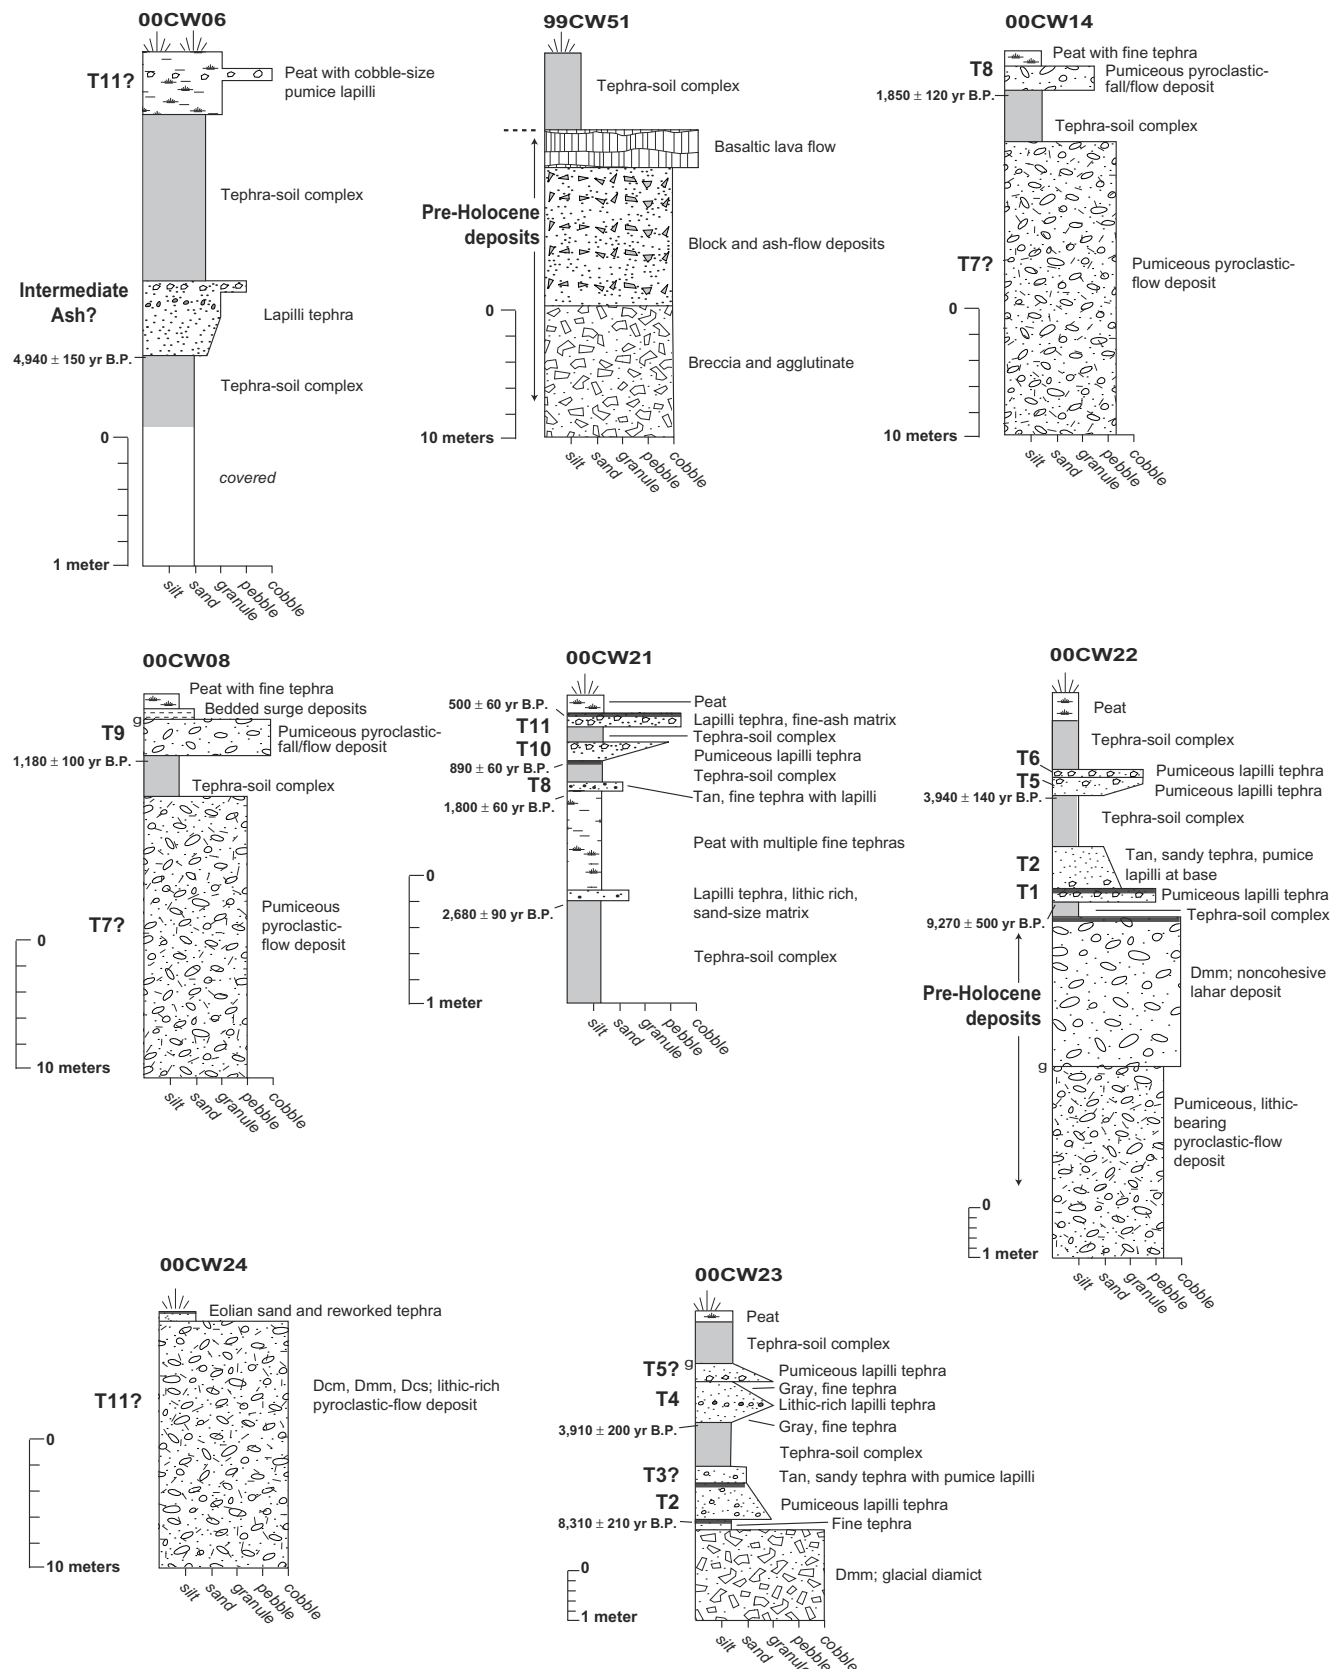 00CW06
T11?
Peat with cobble-size
pumice lapilli
Tephra-soil complex
Intermediate
Ash?
Lapilli tephra
4,940 ± 150 yr B.P.
Tephra-soil complex
0
covered
1 meter
silt
sand
granule
pebble
cobble
99CW51
Tephra-soil complex
Basaltic lava flow
Pre-Holocene
deposits
Block and ash-flow deposits
0
Breccia and agglutinate
10 meters
silt
sand
granule
pebble
cobble
00CW14
Peat with fine tephra
T8
Pumiceous pyroclastic-
fall/flow deposit
1,850 ± 120 yr B.P.
Tephra-soil complex
T7?
Pumiceous pyroclastic-
flow deposit
0
10 meters
silt
sand
granule
pebble
cobble
00CW08
Peat with fine tephra
Bedded surge deposits
g
T9
Pumiceous pyroclastic-
fall/flow deposit
1,180 ± 100 yr B.P.
Tephra-soil complex
T7?
Pumiceous
pyroclastic-
flow deposit
0
10 meters
silt
sand
granule
pebble
cobble
00CW21
500 ± 60 yr B.P.
Peat
T11
Lapilli tephra, fine-ash matrix
Tephra-soil complex
T10
Pumiceous lapilli tephra
890 ± 60 yr B.P.
Tephra-soil complex
T8
Tan, fine tephra with lapilli
1,800 ± 60 yr B.P.
Peat with multiple fine tephras
0
Lapilli tephra, lithic rich,
sand-size matrix
2,680 ± 90 yr B.P.
Tephra-soil complex
1 meter
silt
sand
granule
pebble
cobble
00CW22
Peat
Tephra-soil complex
T6
Pumiceous lapilli tephra
T5
Pumiceous lapilli tephra
3,940 ± 140 yr B.P.
Tephra-soil complex
T2
Tan, sandy tephra, pumice
lapilli at base
T1
Pumiceous lapilli tephra
Tephra-soil complex
9,270 ± 500 yr B.P.
Pre-Holocene
deposits
Dmm; noncohesive
lahar deposit
g
Pumiceous, lithic-
bearing
pyroclastic-flow
deposit
0
1 meter
silt
sand
granule
pebble
cobble
00CW24
Eolian sand and reworked tephra
T11?
Dcm, Dmm, Dcs; lithic-rich
pyroclastic-flow deposit
0
10 meters
silt
sand
granule
pebble
cobble
00CW23
Peat
Tephra-soil complex
T5?
g
Pumiceous lapilli tephra
Gray, fine tephra
T4
Lithic-rich lapilli tephra
Gray, fine tephra
3,910 ± 200 yr B.P.
Tephra-soil complex
T3?
Tan, sandy tephra with pumice lapilli
T2
Pumiceous lapilli tephra
8,310 ± 210 yr B.P.
Fine tephra
0
Dmm; glacial diamict
1 meter
silt
sand
granule
pebble
cobble